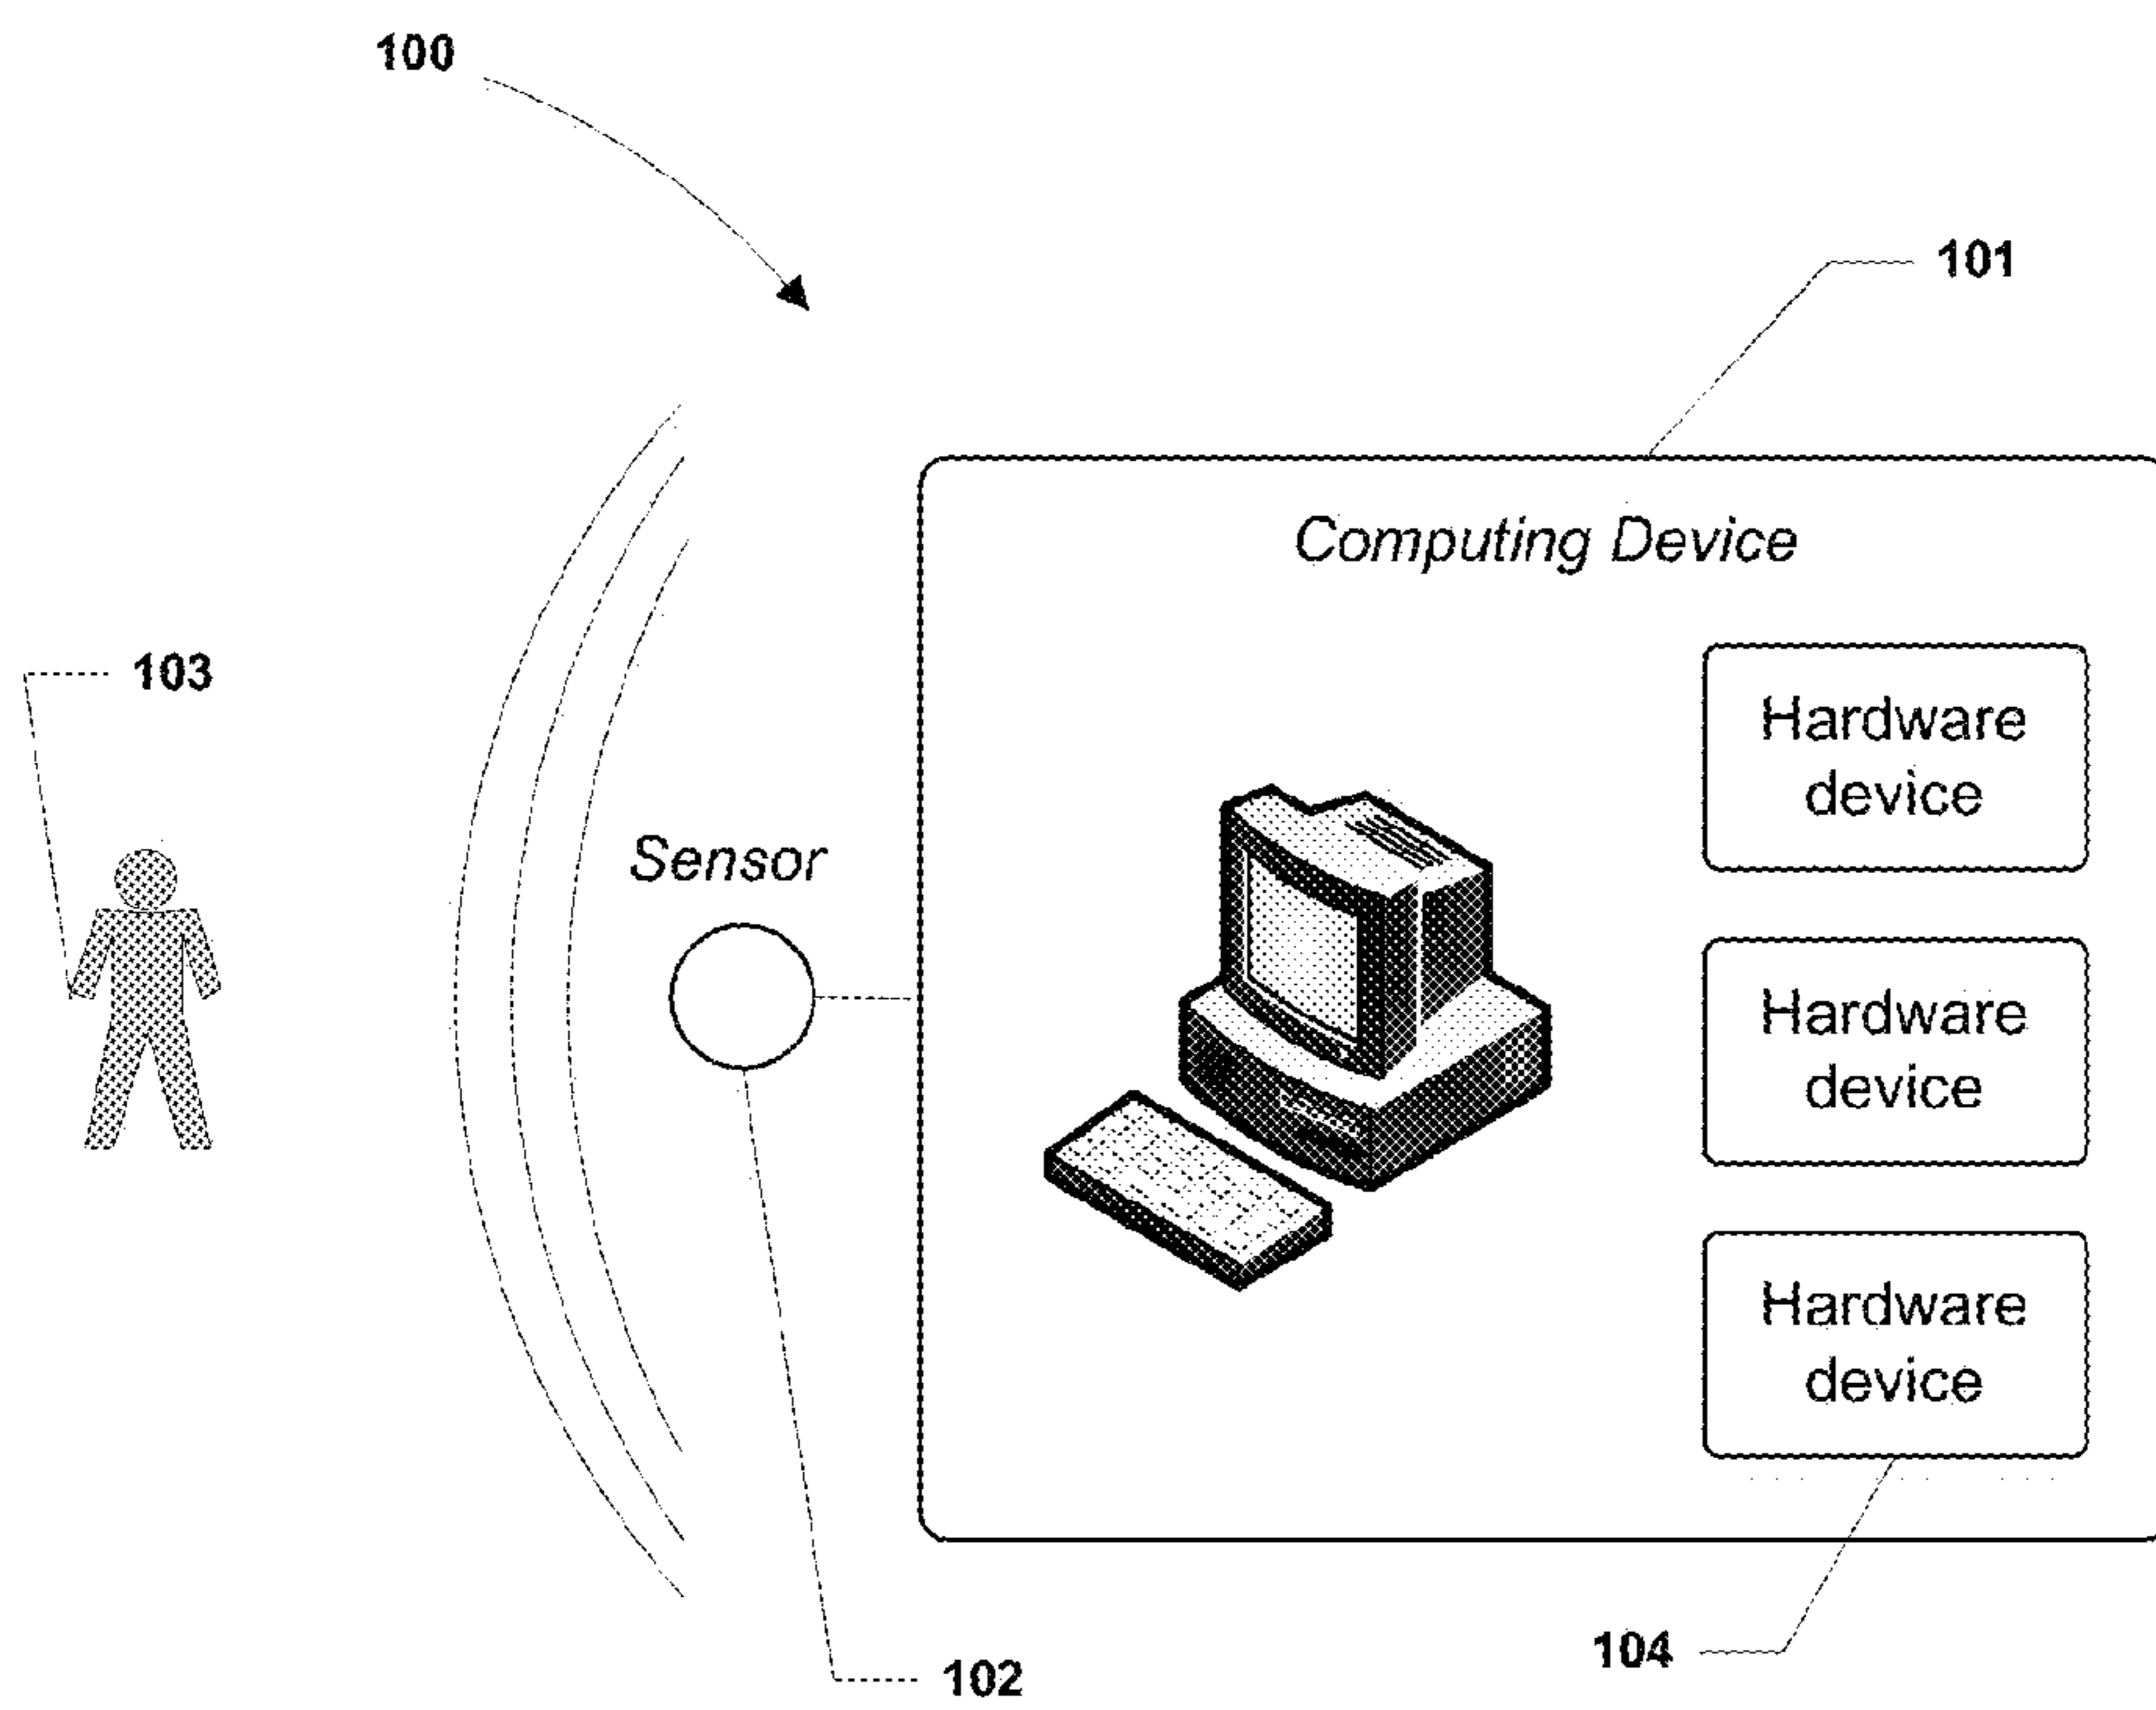 100
101
Computing Device
103
Hardware
device
Sensor
Hardware
device
Hardware
device
104
102